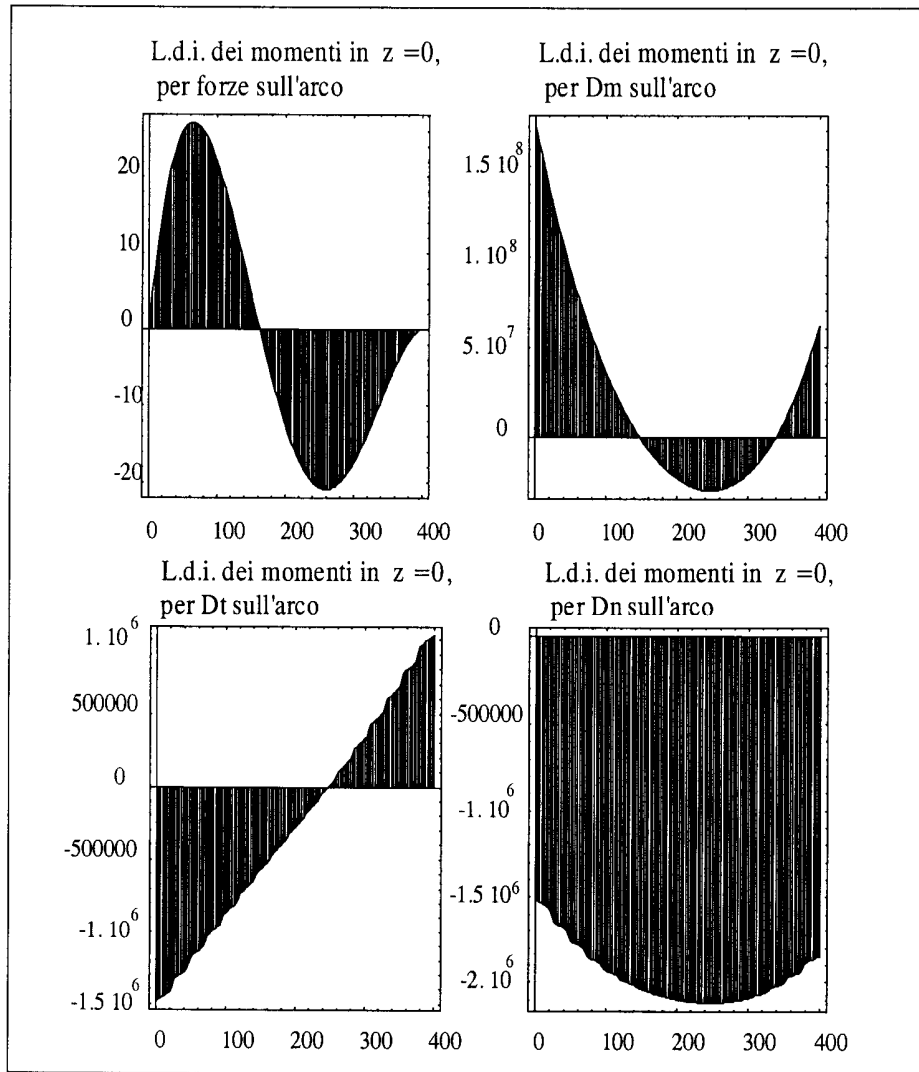 L.d.i. dei momenti in z =0,
per forze sull'arco
20
10
0
-10
-20
0 100 200 300 400
L.d.i. dei momenti in z =0,
per Dm sull'arco
1.5 10^8
1. 10^8
5. 10^7
0
0 100 200 300 400
L.d.i. dei momenti in z =0,
per Dt sull'arco
1. 10^6
500000
0
-500000
-1. 10^6
-1.5 10^6
0 100 200 300 400
L.d.i. dei momenti in z =0,
per Dn sull'arco
0
-500000
-1. 10^6
-1.5 10^6
-2. 10^6
0 100 200 300 400